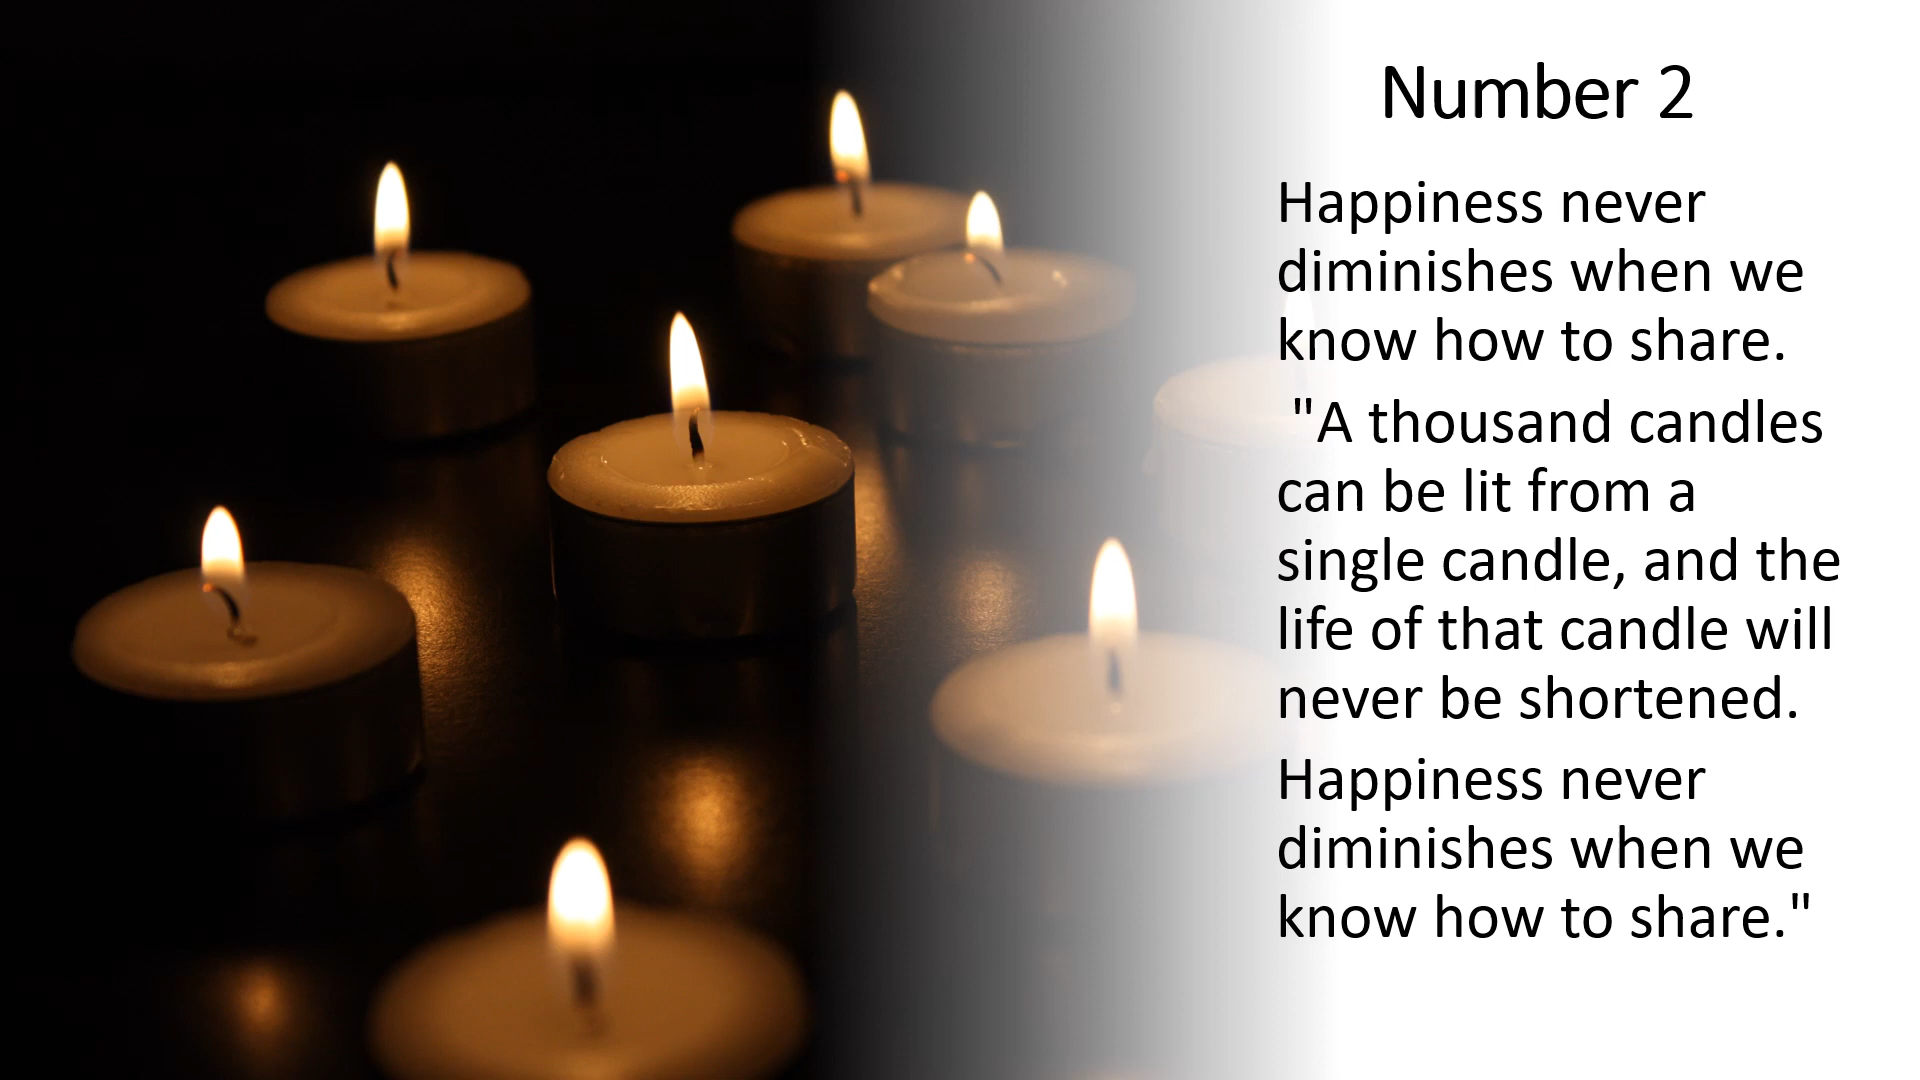 Number 2
Happiness never
diminishes when we
know how to share.
"A thousand candles
can be lit from a
single candle, and the
life of that candle will
never be shortened.
Happiness never
diminishes when we
know how to share."